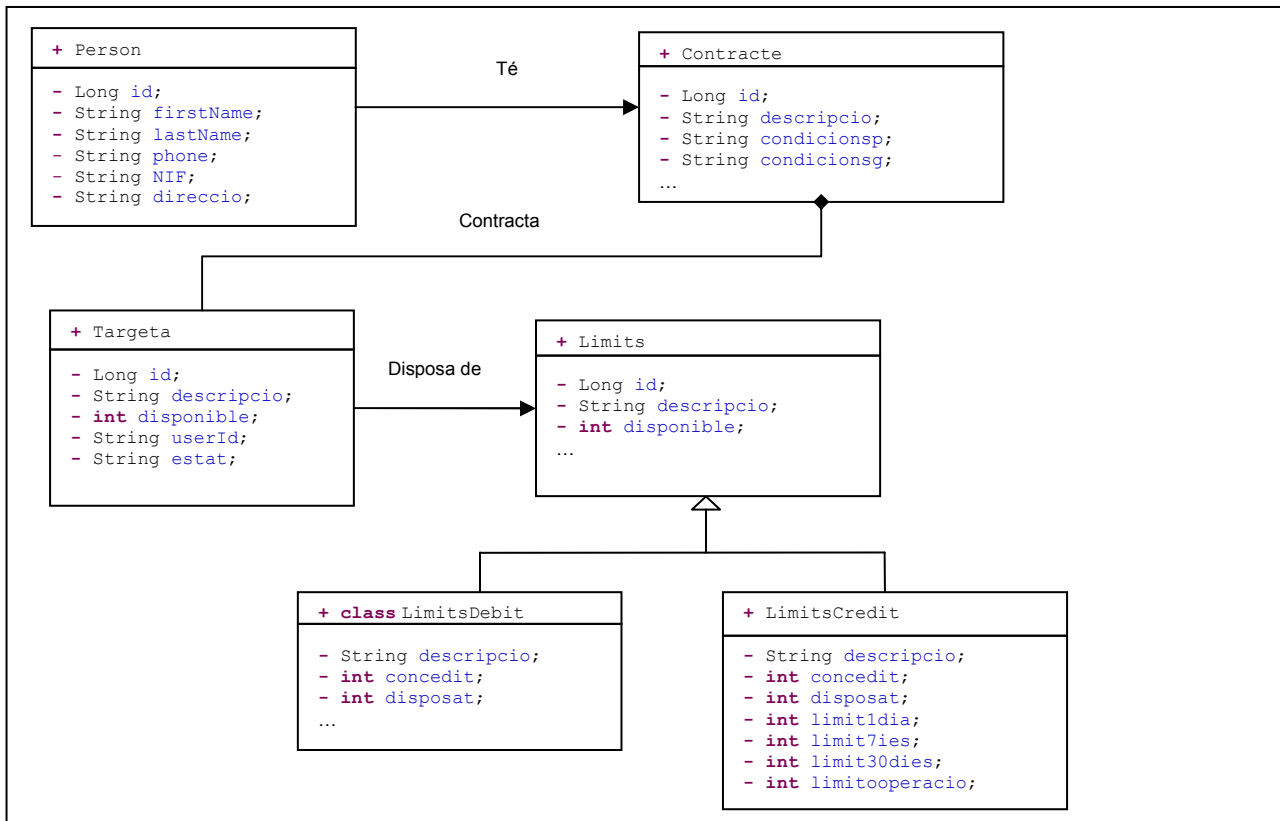 + Person
- Long id;
- String firstName;
- String lastName;
- String phone;
- String NIF;
- String direccio;
Té
+ Contracte
- Long id;
- String descripcio;
- String condicionsp;
- String condicionsg;
...
Contracta
+ Targeta
- Long id;
- String descripcio;
- int disponible;
- String userId;
- String estat;
Disposa de
+ Limits
- Long id;
- String descripcio;
- int disponible;
...
+ class LimitsDebit
- String descripcio;
- int concedit;
- int disposat;
...
+ LimitsCredit
- String descripcio;
- int concedit;
- int disposat;
- int limit1dia;
- int limit7ies;
- int limit30dies;
- int limitooperacio;